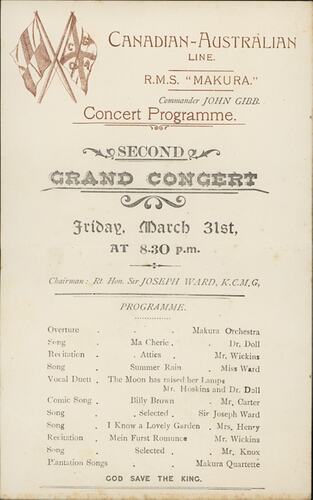 CANADIAN-AUSTRALIAN
LINE.
R.M.S. "MAKURA."
Commander JOHN GIBB.
Concert Programme.
SECOND
GRAND CONCERT
Friday, March 31st,
AT 8-30 p.m.
Chairman: Rt Hon. Sir JOSEPH WARD, K.C.M.G,
PROGRAMME.
Overture . . . Makura Orchestra
Song . Ma Cherie . . Dr. Doll
Recitation . Attics . Mr. Wickins
Song . Summer Rain . Miss Ward
Vocal Duett . The Moon has raised her Lamps
Mr. Hoskins and Dr. Doll
Comic Song . Billy Brown . Mr. Carter
Song . . Selected . Sir Joseph Ward
Song . I Know a Lovely Garden . Mrs. Henry
Recitation . Mein Furst Romance . Mr. Wickins
Song . . Selected . . Mr. Knox
Plantation Songs . . Makura Quartette
GOD SAVE THE KING.